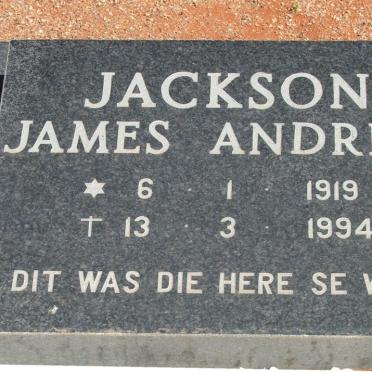 JACKSON
JAMES ANDR
✡ 6 · 1 · 1919
† 13 · 3 · 1994
DIT WAS DIE HERE SE